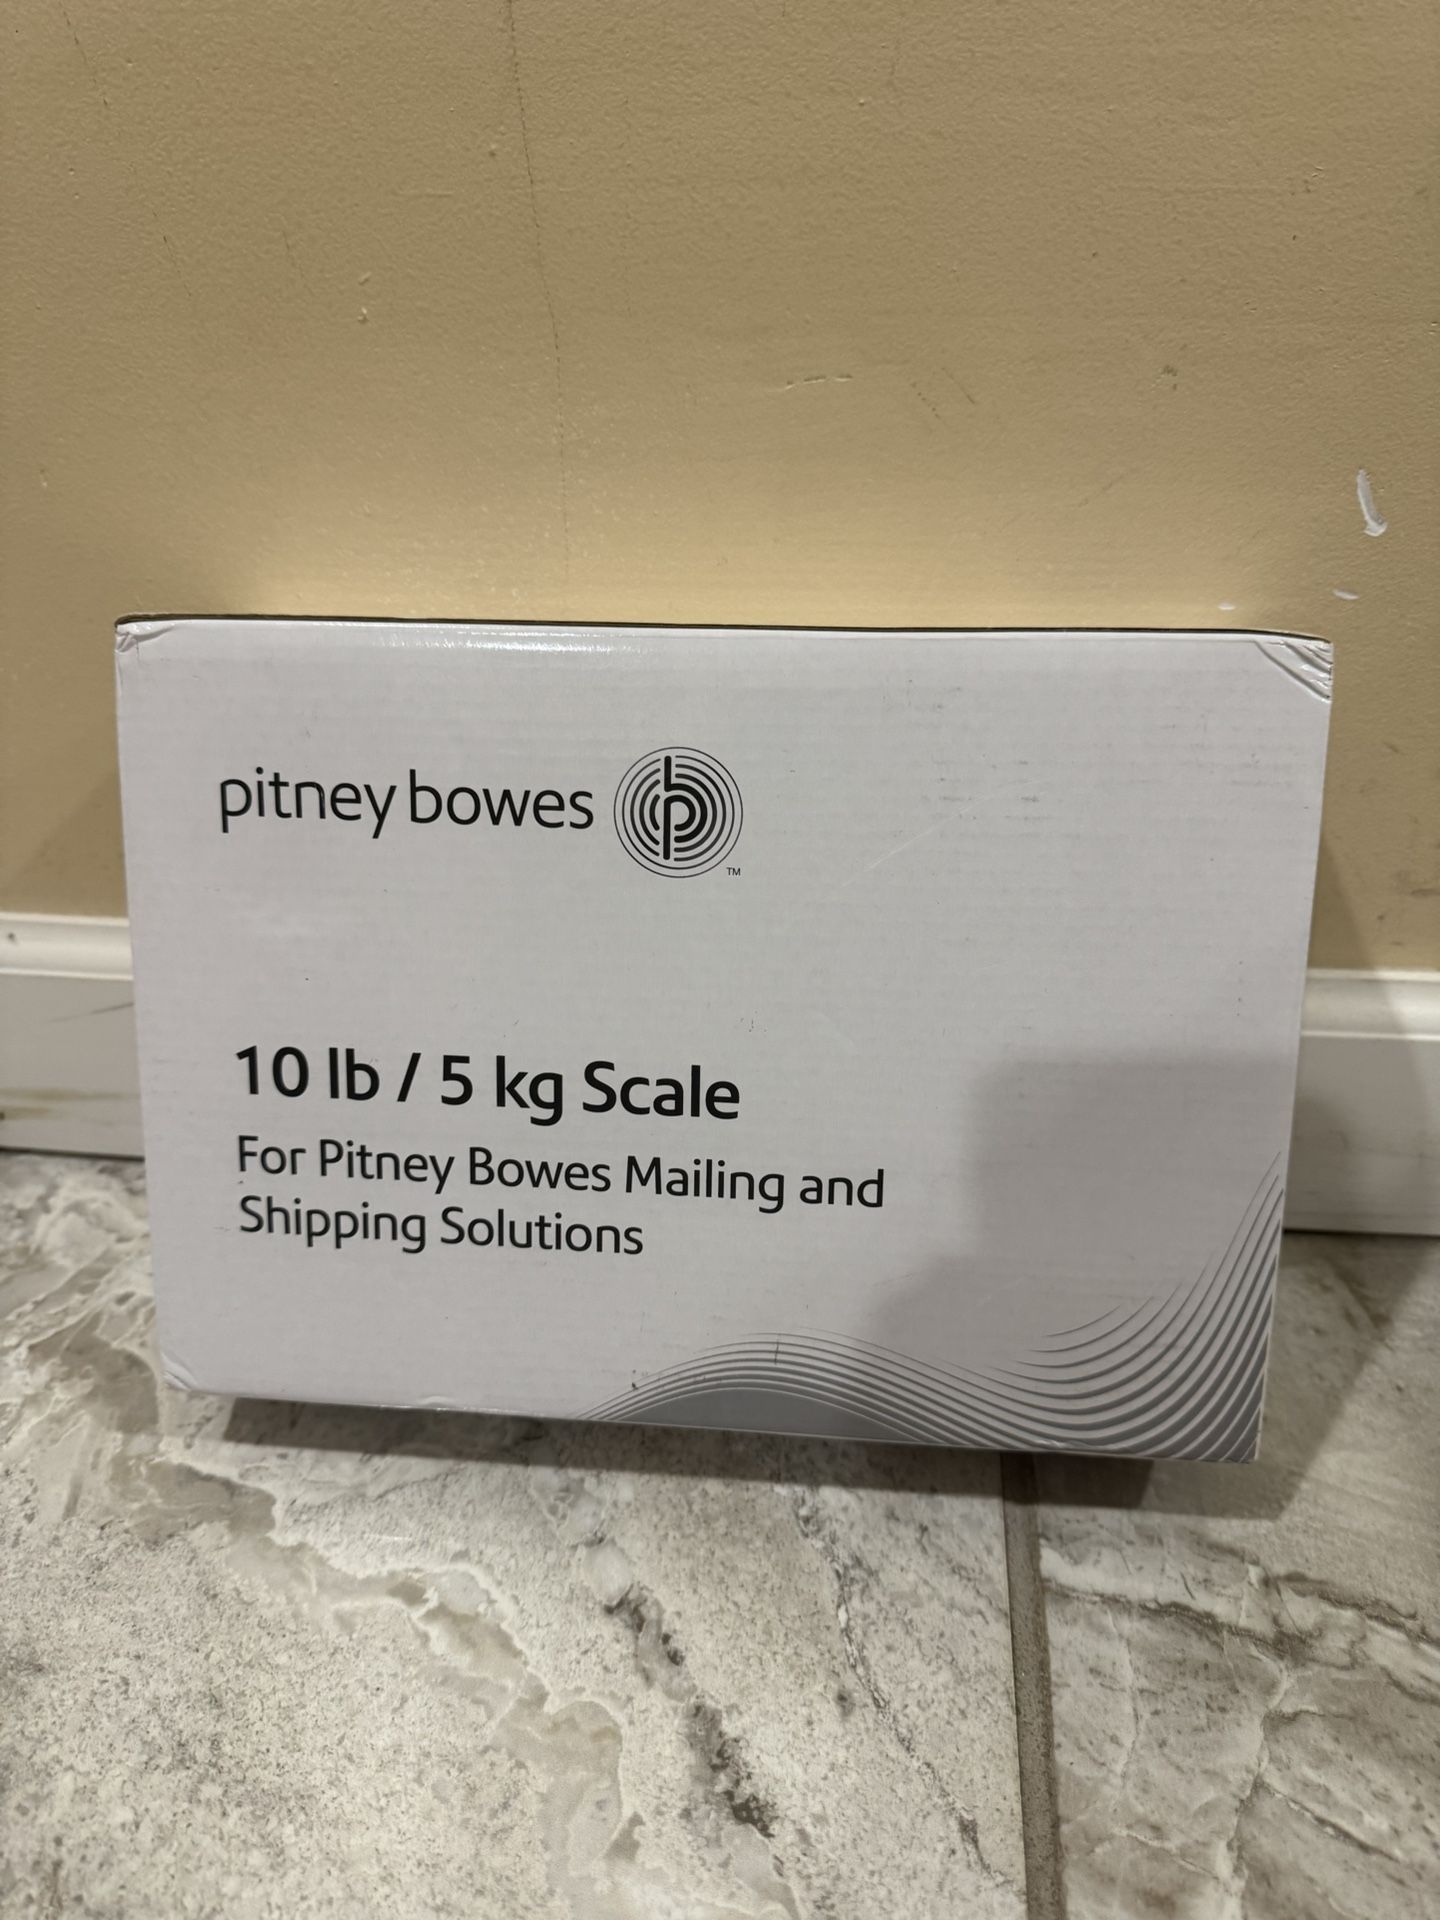 pitney bowes
TM
10 lb / 5 kg Scale
For Pitney Bowes Mailing and
Shipping Solutions